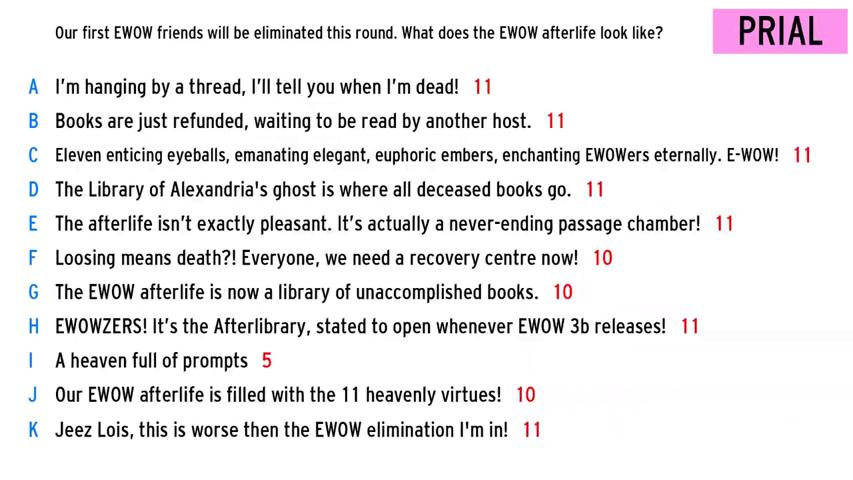 Our first EWOW friends will be eliminated this round. What does the EWOW afterlife look like?
PRIAL
A I'm hanging by a thread, I'll tell you when I'm dead! 11
B Books are just refunded, waiting to be read by another host. 11
C Eleven enticing eyeballs, emanating elegant, euphoric embers, enchanting EWOWers eternally. E-WOW! 11
D The Library of Alexandria's ghost is where all deceased books go. 11
E The afterlife isn't exactly pleasant. It's actually a never-ending passage chamber! 11
F Loosing means death?! Everyone, we need a recovery centre now! 10
G The EWOW afterlife is now a library of unaccomplished books. 10
H EWOWZERS! It's the Afterlibrary, stated to open whenever EWOW 3b releases! 11
I A heaven full of prompts 5
J Our EWOW afterlife is filled with the 11 heavenly virtues! 10
K Jeez Lois, this is worse then the EWOW elimination I'm in! 11